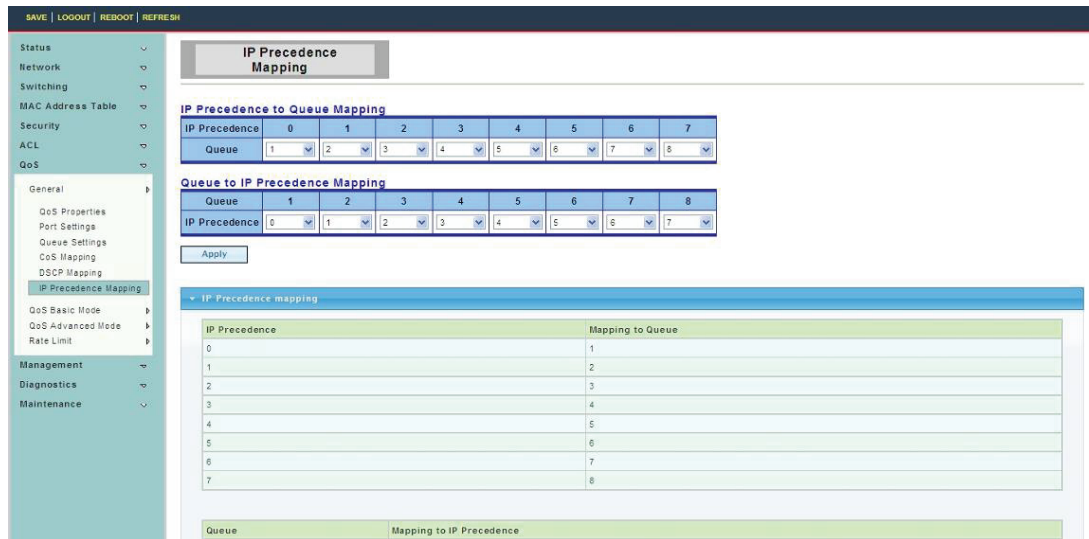 SAVE | LOGOUT | REBOOT | REFRESH
Status
Network
Switching
MAC Address Table
Security
ACL
QoS
General
QoS Properties
Port Settings
Queue Settings
CoS Mapping
DSCP Mapping
IP Precedence Mapping
QoS Basic Mode
QoS Advanced Mode
Rate Limit
Management
Diagnostics
Maintenance
IP Precedence
Mapping
IP Precedence to Queue Mapping
IP Precedence 0 1 2 3 4 5 6 7
Queue 1 2 3 4 5 6 7 8
Queue to IP Precedence Mapping
Queue 1 2 3 4 5 6 7 8
IP Precedence 0 1 2 3 4 5 6 7
Apply
IP Precedence mapping
IP Precedence Mapping to Queue
0 1
1 2
2 3
3 4
4 5
5 6
6 7
7 8
Queue Mapping to IP Precedence